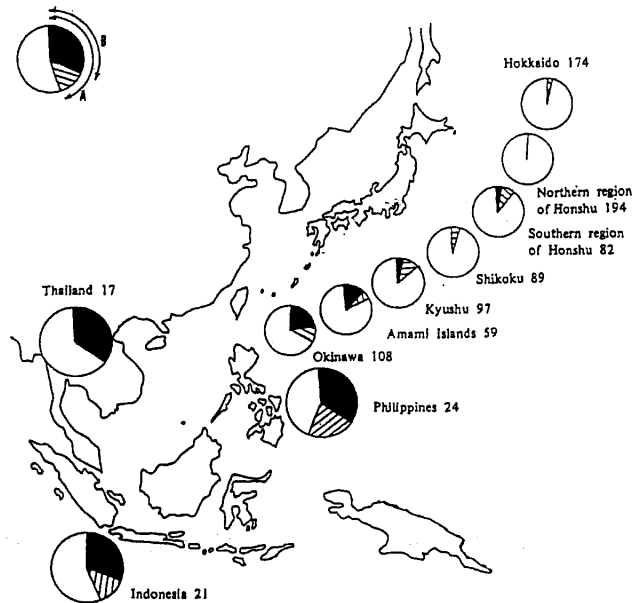 B
A
Hokkaido 174
Northern region
of Honshu 194
Southern region
of Honshu 82
Shikoku 89
Kyushu 97
Amami Islands 59
Okinawa 108
Thailand 17
Philippines 24
Indonesia 21